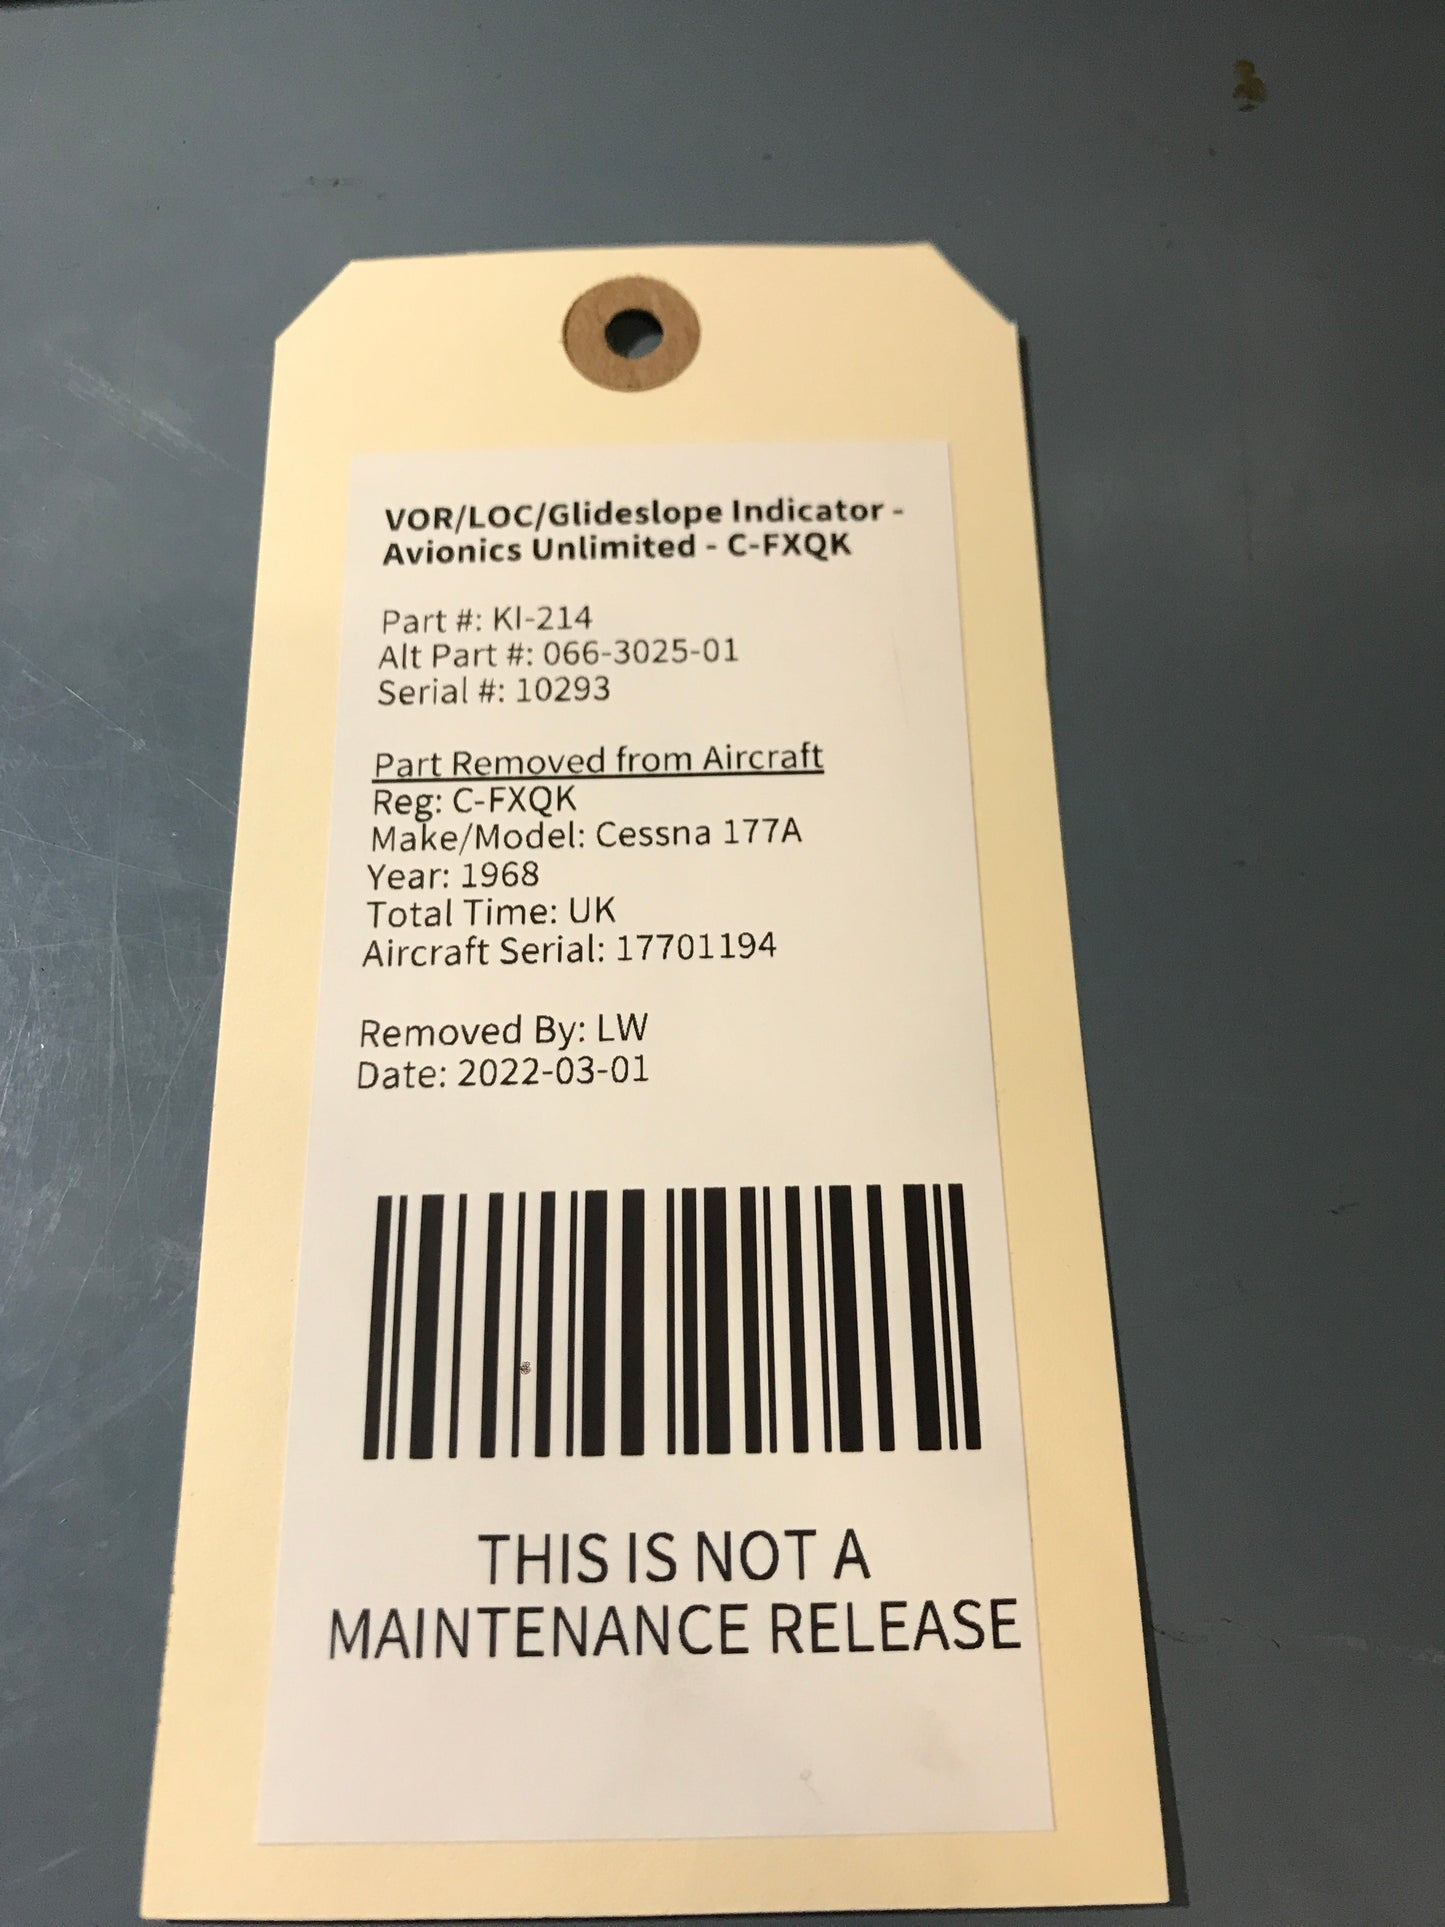 VOR/LOC/Glideslope Indicator -
Avionics Unlimited - C-FXQK
Part #: KI-214
Alt Part #: 066-3025-01
Serial #: 10293
Part Removed from Aircraft
Reg: C-FXQK
Make/Model: Cessna 177A
Year: 1968
Total Time: UK
Aircraft Serial: 17701194
Removed By: LW
Date: 2022-03-01
THIS IS NOT A
MAINTENANCE RELEASE